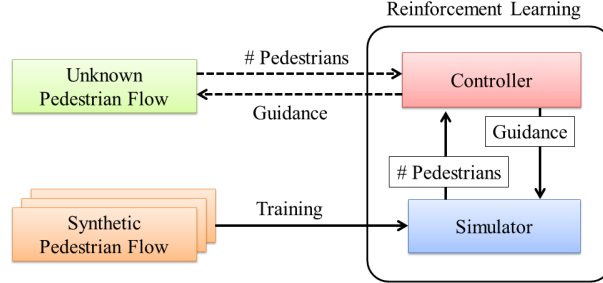 Reinforcement Learning
Unknown
Pedestrian Flow
# Pedestrians
Guidance
Controller
Guidance
# Pedestrians
Synthetic
Pedestrian Flow
Training
Simulator